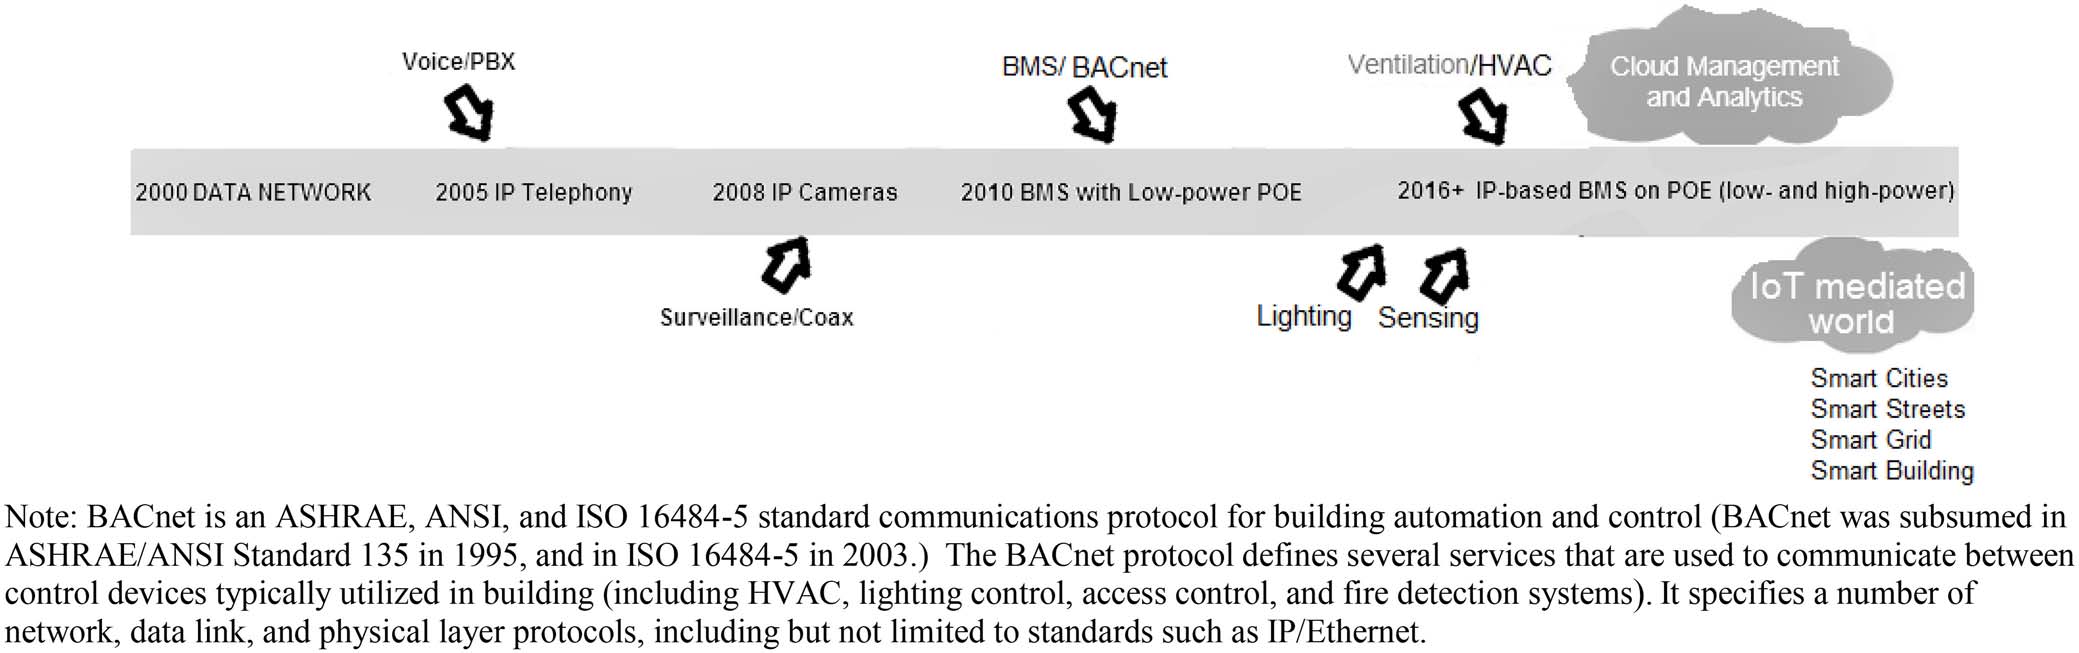 Voice/PBX
BMS/ BACnet
Ventilation/HVAC
Cloud Management
and Analytics
2000 DATA NETWORK
2005 IP Telephony
2008 IP Cameras
2010 BMS with Low-power POE
2016+ IP-based BMS on POE (low- and high-power)
Surveillance/Coax
Lighting
Sensing
IoT mediated
world
Smart Cities
Smart Streets
Smart Grid
Smart Building
Note: BACnet is an ASHRAE, ANSI, and ISO 16484-5 standard communications protocol for building automation and control (BACnet was subsumed in
ASHRAE/ANSI Standard 135 in 1995, and in ISO 16484-5 in 2003.) The BACnet protocol defines several services that are used to communicate between
control devices typically utilized in building (including HVAC, lighting control, access control, and fire detection systems). It specifies a number of
network, data link, and physical layer protocols, including but not limited to standards such as IP/Ethernet.